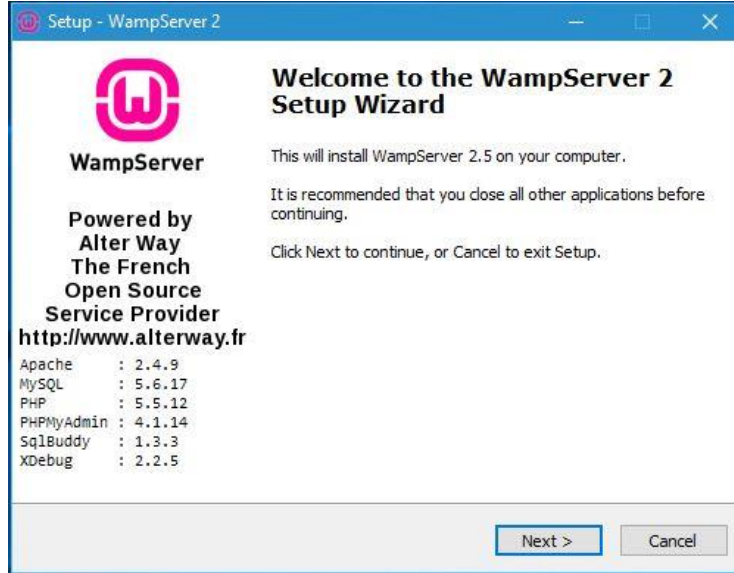 Setup - WampServer 2
WampServer
Powered by
Alter Way
The French
Open Source
Service Provider
http://www.alterway.fr
Apache : 2.4.9
MySQL : 5.6.17
PHP : 5.5.12
PHPMyAdmin : 4.1.14
SqlBuddy : 1.3.3
XDebug : 2.2.5
Welcome to the WampServer 2
Setup Wizard
This will install WampServer 2.5 on your computer.
It is recommended that you close all other applications before
continuing.
Click Next to continue, or Cancel to exit Setup.
Next >
Cancel